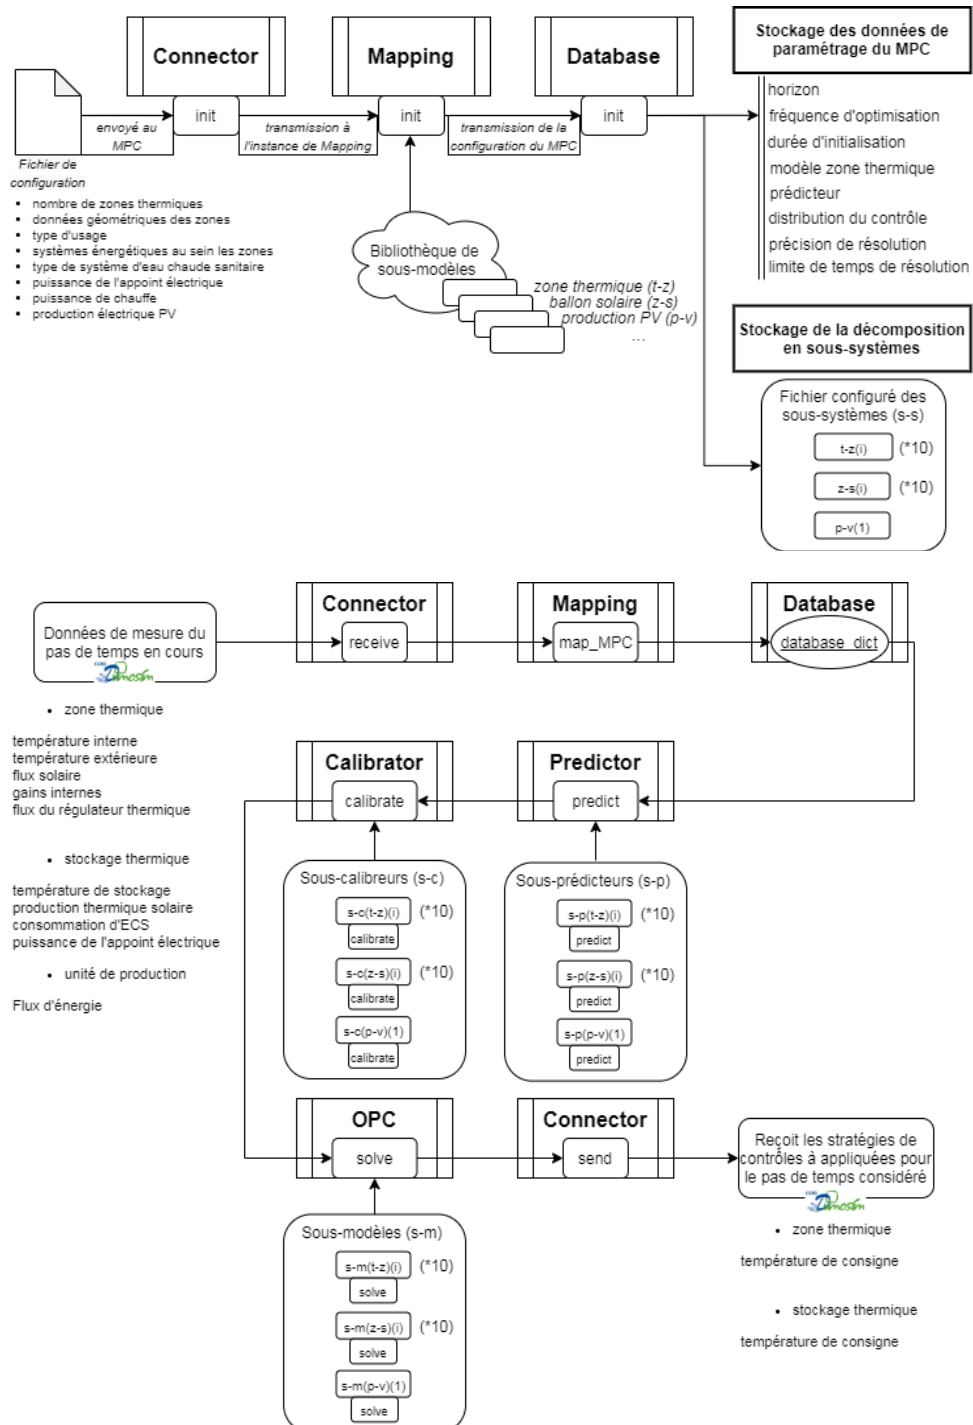 Connector
Mapping
Database
init
init
init
envoyé au
MPC
transmission à
l'instance de Mapping
transmission de la
configuration du MPC
Fichier de
configuration
• nombre de zones thermiques
• données géométriques des zones
• type d'usage
• systèmes énergétiques au sein les zones
• type de système d'eau chaude sanitaire
• puissance de l'appoint électrique
• puissance de chauffe
• production électrique PV
Bibliothèque de
sous-modèles
zone thermique (t-z)
ballon solaire (z-s)
production PV (p-v)
...
Stockage des données de
paramétrage du MPC
horizon
fréquence d'optimisation
durée d'initialisation
modèle zone thermique
prédicteur
distribution du contrôle
précision de résolution
limite de temps de résolution
Stockage de la décomposition
en sous-systèmes
Fichier configuré des
sous-systèmes (s-s)
t-z(i) (*10)
z-s(i) (*10)
p-v(1)
Données de mesure du
pas de temps en cours
Dimosim
• zone thermique
température interne
température extérieure
flux solaire
gains internes
flux du régulateur thermique
• stockage thermique
température de stockage
production thermique solaire
consommation d'ECS
puissance de l'appoint électrique
• unité de production
Flux d'énergie
Connector
receive
Mapping
map_MPC
Database
database_dict
Calibrator
calibrate
Predictor
predict
Sous-calibreurs (s-c)
s-c(t-z)(i) (*10)
calibrate
s-c(z-s)(i) (*10)
calibrate
s-c(p-v)(1)
calibrate
Sous-prédicteurs (s-p)
s-p(t-z)(i) (*10)
predict
s-p(z-s)(i) (*10)
predict
s-p(p-v)(1)
predict
OPC
solve
Connector
send
Reçoit les stratégies de
contrôles à appliquées pour
le pas de temps considéré
Dimosim
• zone thermique
température de consigne
• stockage thermique
température de consigne
Sous-modèles (s-m)
s-m(t-z)(i) (*10)
solve
s-m(z-s)(i) (*10)
solve
s-m(p-v)(1)
solve